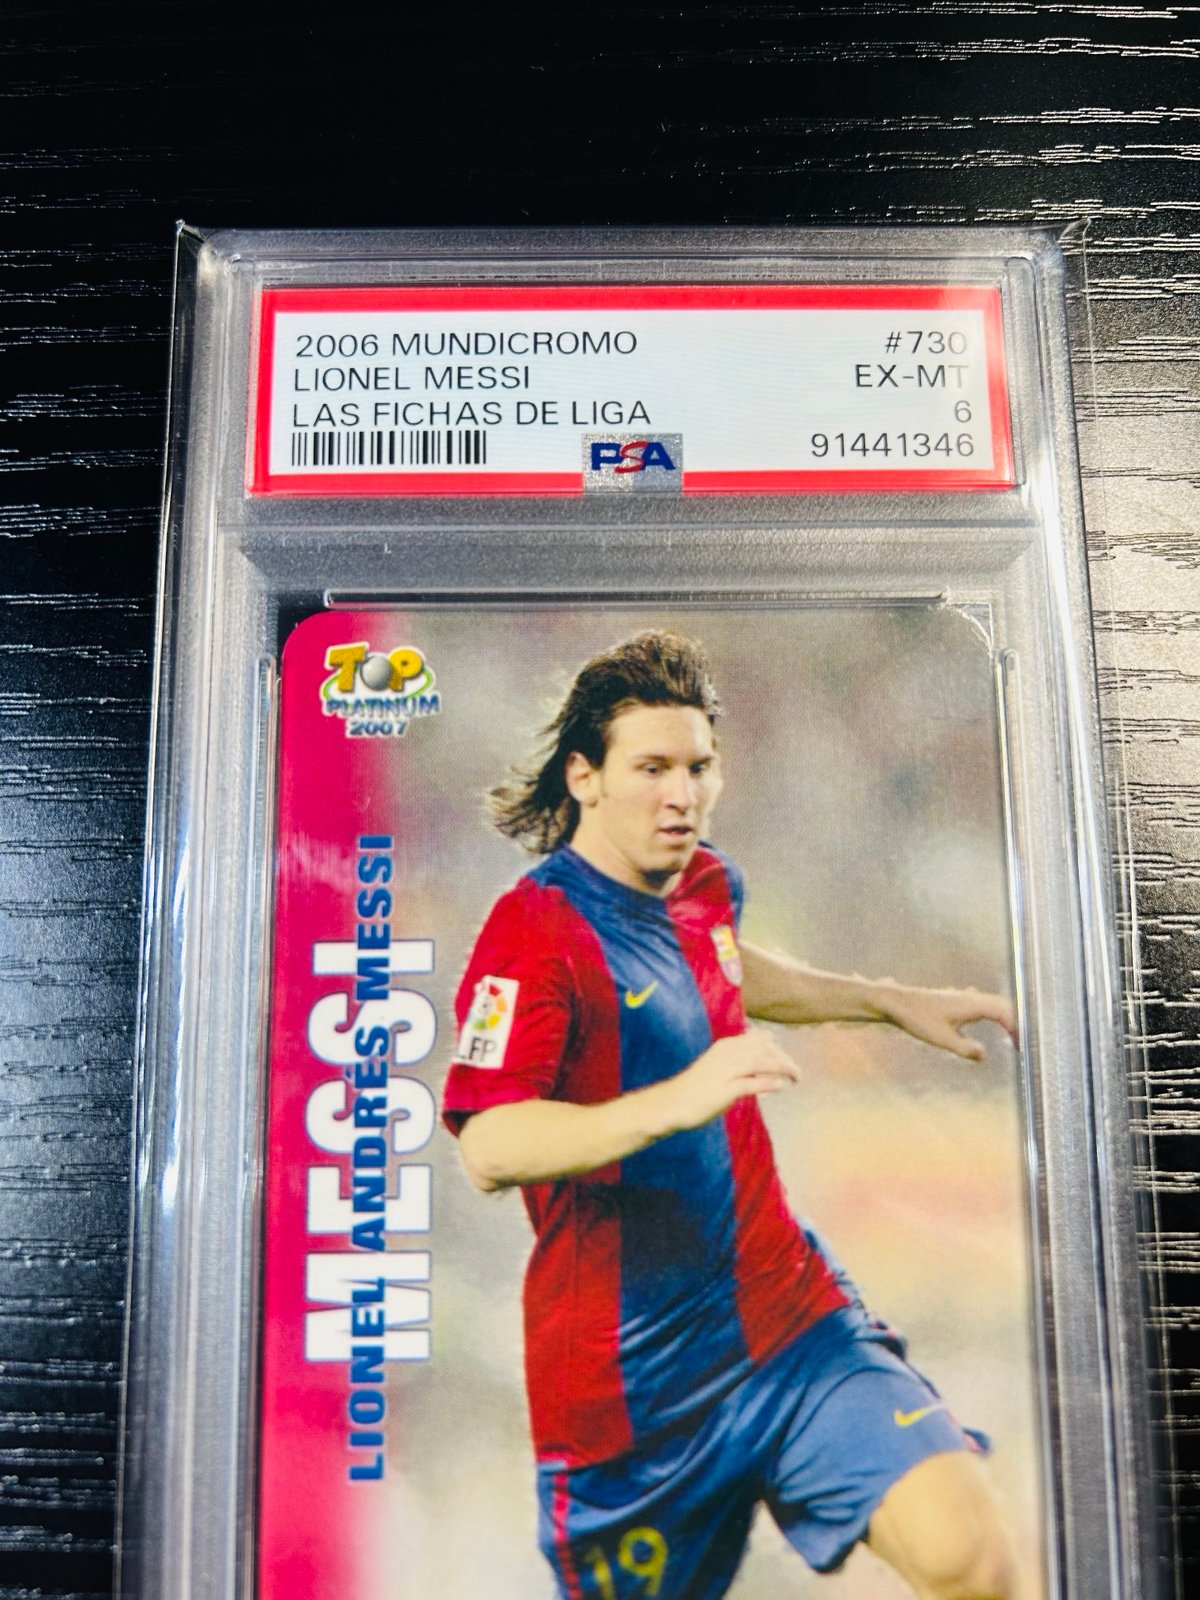 2006 MUNDICROMO #730
LIONEL MESSI EX-MT
LAS FICHAS DE LIGA 6
91441346
PSA
TOP
PLATINUM
2007
MESSI
LIONEL ANDRÉS MESSI
LFP
19